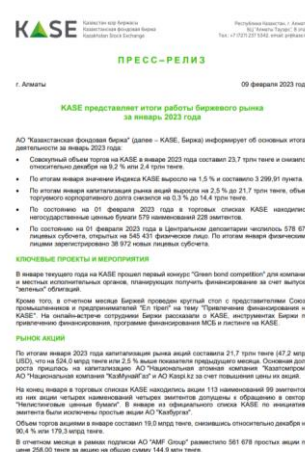 KASE
Қазақстан қор биржасы
Казахстанская фондовая биржа
Kazakhstan Stock Exchange
Республика Казахстан, г. Алматы
ПРЕСС–РЕЛИЗ
г. Алматы
09 февраля 2023 года
KASE представляет итоги работы биржевого рынка
за январь 2023 года
АО "Казахстанская фондовая биржа" (далее – KASE, Биржа) информирует об основных итогах
деятельности за январь 2023 года:
Совокупный объем торгов на KASE в январе 2023 года составил 23,7 трлн тенге и снизился
относительно декабря на 9,2 % или 2,4 трлн тенге.
По итогам января значение Индекса KASE выросло на 1,5 % и составило 3 299,91 пункта.
По итогам января капитализация рынка акций выросла на 2,5 % до 21,7 трлн тенге, объем
торгуемого корпоративного долга снизился на 0,3 % до 14,4 трлн тенге.
По состоянию на 01 февраля 2023 года в торговых списках KASE находились
негосударственные ценные бумаги 579 наименований 228 эмитентов.
По состоянию на 01 февраля 2023 года в Центральном депозитарии числилось 578
лицевых субсчета, открытых на 545 431 физическое лицо. По итогам января физическими
лицами зарегистрировано 38 972 новых лицевых субсчета.
КЛЮЧЕВЫЕ ПРОЕКТЫ И МЕРОПРИЯТИЯ
В январе текущего года на KASE прошел первый конкурс "Green bond competition" для компаний
и местных исполнительных органов, планирующих получить финансирование за счет выпуска
"зеленых" облигаций.
Кроме того, в отчетном месяце Биржей проведен круглый стол с представителями Союза
промышленников и предпринимателей "Ел тірегі" на тему "Привлечение финансирования на
KASE". На онлайн-встрече сотрудники Биржи рассказали о KASE, инструментах Биржи по
привлечению финансирования, программе финансирования МСБ и листинге на KASE.
РЫНОК АКЦИЙ
По итогам января 2023 года капитализация рынка акций составила 21,7 трлн тенге (47,2 млрд
USD), что на 524,0 млрд тенге или 2,5 % выше показателя предыдущего месяца. Основная доля
роста пришлась на капитализацию АО "Национальная атомная компания "Казатомпром",
АО "Национальная компания "КазМунайГаз" и АО Kaspi.kz за счет повышения цен их акций.
На конец января в торговых списках KASE находились акции 113 наименований 99 эмитентов,
из них акции четырех наименований четырех эмитентов допущены к обращению в секторе
"Нелистинговые ценные бумаги". В январе из официального списка KASE по инициативе
эмитента были исключены простые акции АО "Казбургаз".
Объем торгов акциями в январе составил 19,0 млрд тенге, снизившись относительно декабря на
90,4 % или 179,3 млрд тенге.
В отчетном месяце в рамках подписки АО "AMF Group" разместило 561 678 простых акции по
цене 258,00 тенге за акцию на общую сумму 144,9 млн тенге.